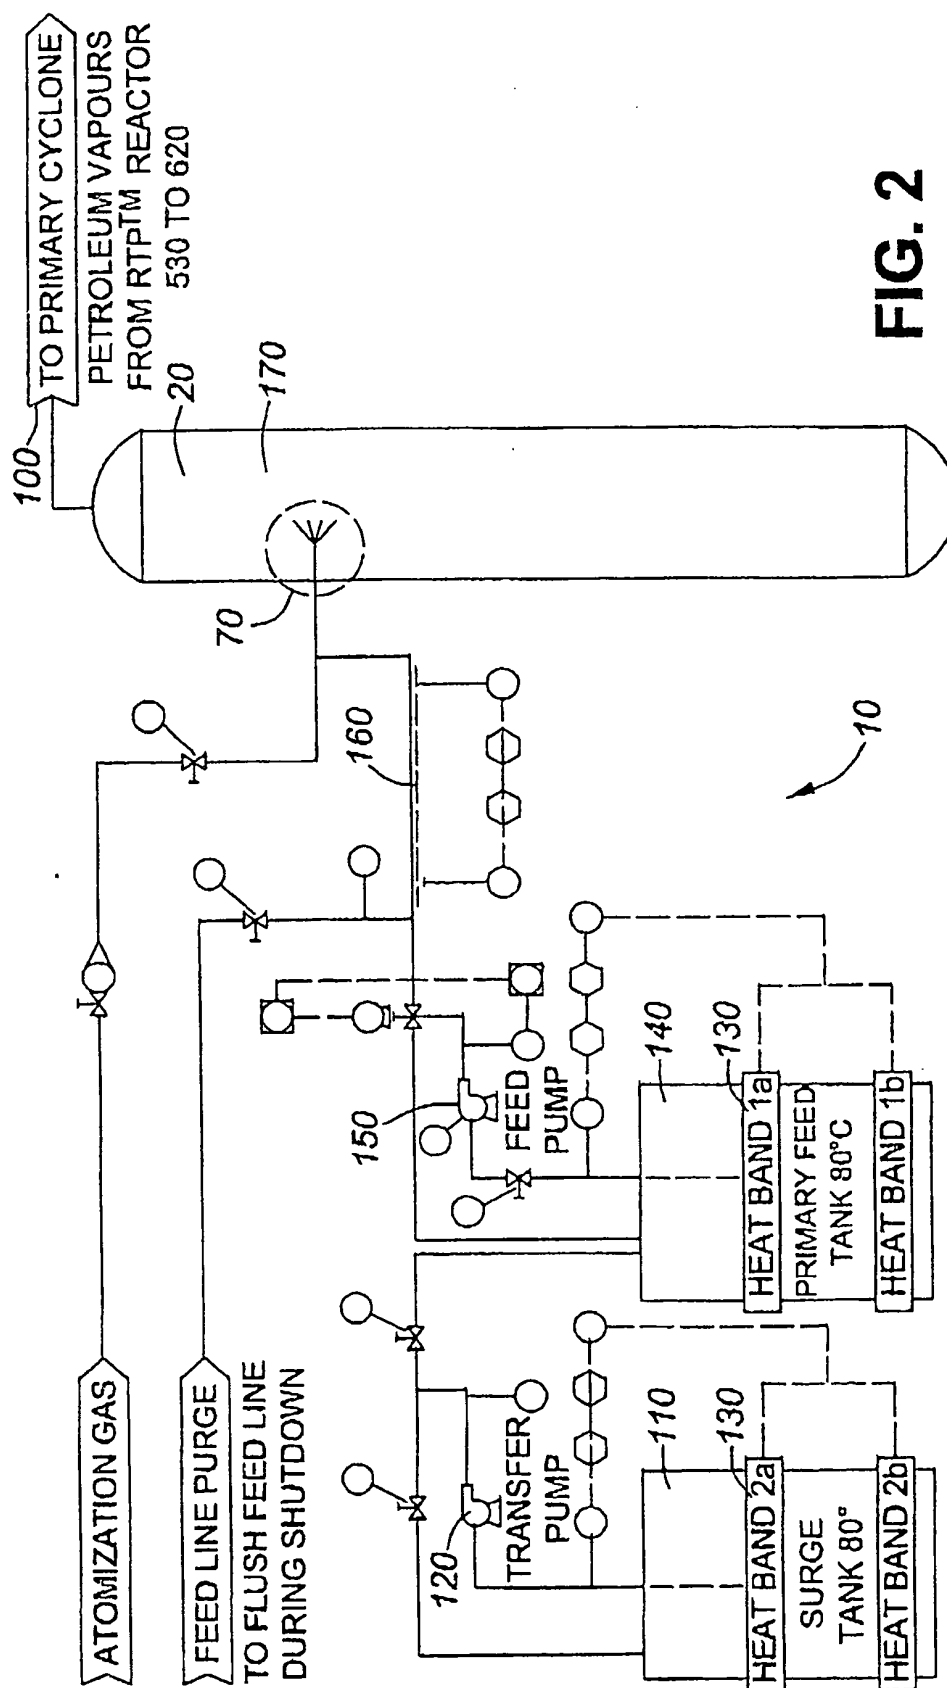 100
TO PRIMARY CYCLONE
PETROLEUM VAPOURS
FROM RTP™ REACTOR
530 TO 620
20
170
70
ATOMIZATION GAS
FEED LINE PURGE
TO FLUSH FEED LINE
DURING SHUTDOWN
160
10
150
FEED
PUMP
120
TRANSFER
PUMP
140
130
HEAT BAND 1a
PRIMARY FEED
TANK 80°C
HEAT BAND 1b
110
130
HEAT BAND 2a
SURGE
TANK 80°
HEAT BAND 2b
FIG. 2